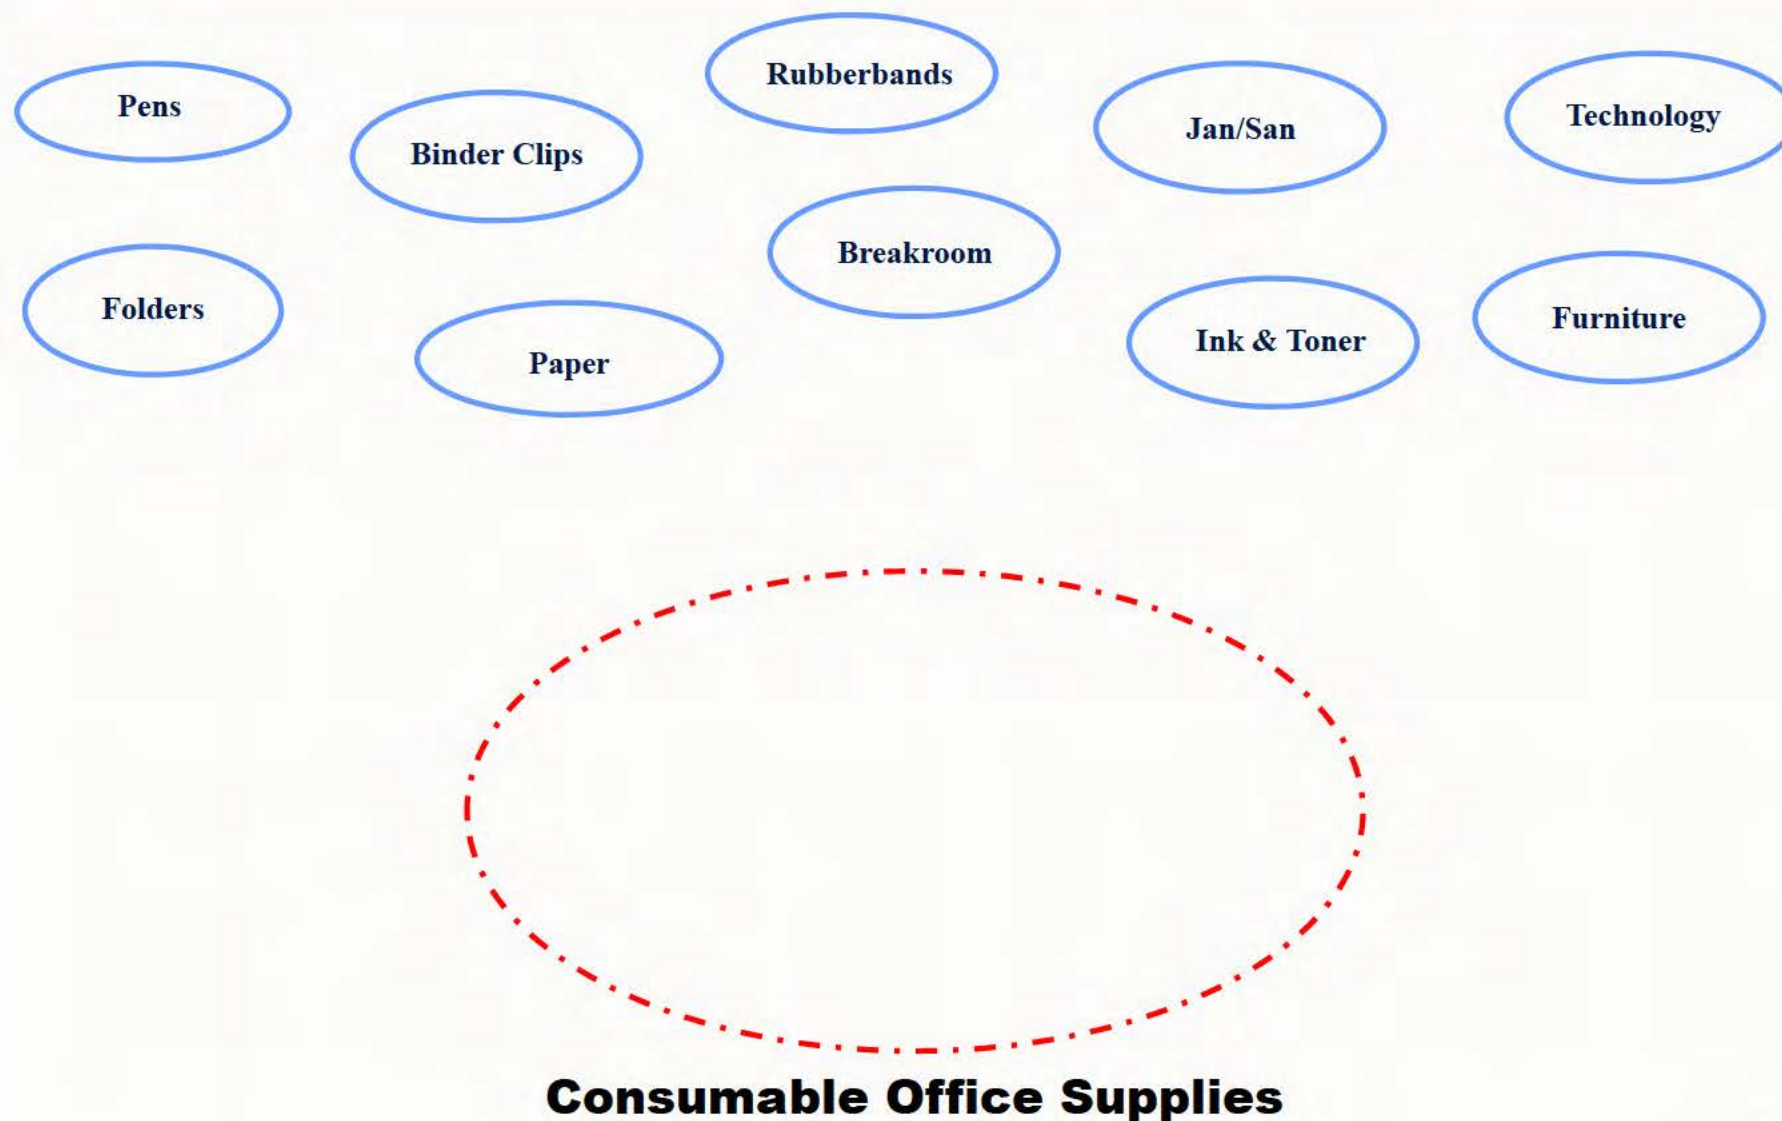 Rubberbands
Pens
Binder Clips
Jan/San
Technology
Breakroom
Folders
Paper
Ink & Toner
Furniture
Consumable Office Supplies